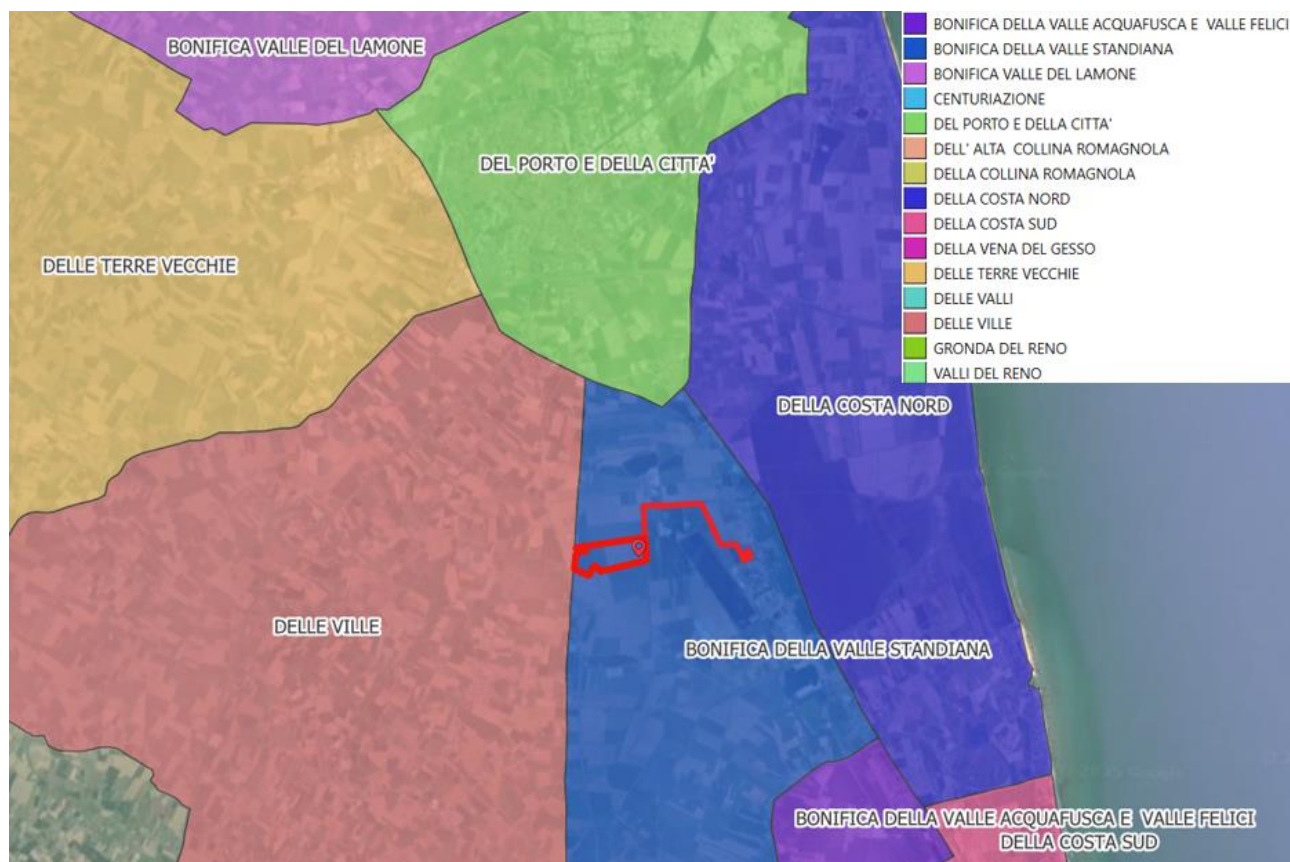 BONIFICA VALLE DEL LAMONE
DEL PORTO E DELLA CITTA'
DELLE TERRE VECCHIE
DELLA COSTA NORD
DELLE VILLE
BONIFICA DELLA VALLE STANDIANA
BONIFICA DELLA VALLE ACQUAFUSCA E VALLE FELICI
DELLA COSTA SUD
BONIFICA DELLA VALLE ACQUAFUSCA E VALLE FELICI
BONIFICA DELLA VALLE STANDIANA
BONIFICA VALLE DEL LAMONE
CENTURIAZIONE
DEL PORTO E DELLA CITTA'
DELL' ALTA COLLINA ROMAGNOLA
DELLA COLLINA ROMAGNOLA
DELLA COSTA NORD
DELLA COSTA SUD
DELLA VENA DEL GESSO
DELLE TERRE VECCHIE
DELLE VALLI
DELLE VILLE
GRONDA DEL RENO
VALLI DEL RENO